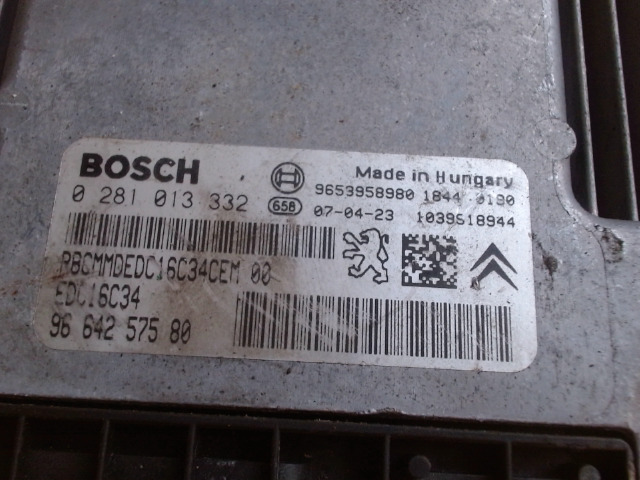 BOSCH
Made in Hungary
9653958980 1844 0190
0 281 013 332 658 07-04-23 1039S18944
PBCMMDEDC16C34CEM 00
EDC16C34
96 642 575 80